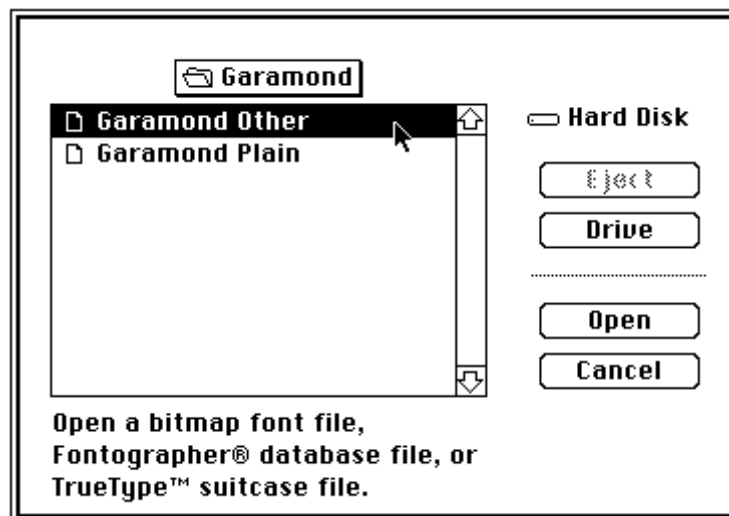 Garamond
Garamond Other
Garamond Plain
Hard Disk
Eject
Drive
Open
Cancel
Open a bitmap font file,
Fontographer® database file, or
TrueType™ suitcase file.